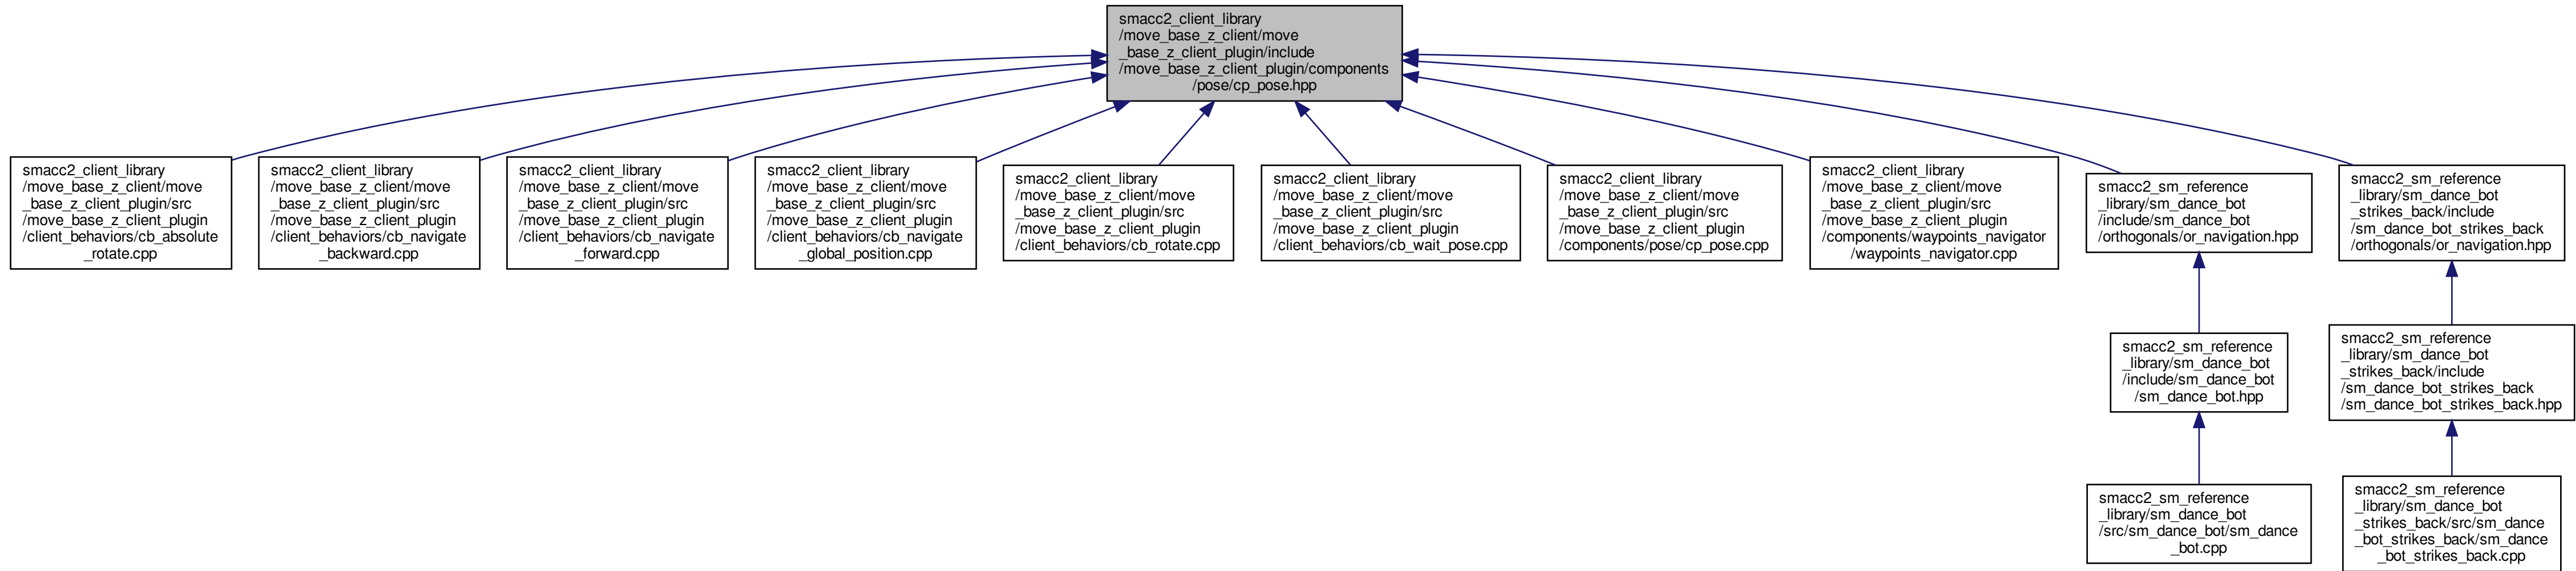 smacc2_client_library
/move_base_z_client/move
_base_z_client_plugin/include
/move_base_z_client_plugin/components
/pose/cp_pose.hpp
smacc2_client_library
/move_base_z_client/move
_base_z_client_plugin/src
/move_base_z_client_plugin
/client_behaviors/cb_absolute
_rotate.cpp
smacc2_client_library
/move_base_z_client/move
_base_z_client_plugin/src
/move_base_z_client_plugin
/client_behaviors/cb_navigate
_backward.cpp
smacc2_client_library
/move_base_z_client/move
_base_z_client_plugin/src
/move_base_z_client_plugin
/client_behaviors/cb_navigate
_forward.cpp
smacc2_client_library
/move_base_z_client/move
_base_z_client_plugin/src
/move_base_z_client_plugin
/client_behaviors/cb_navigate
_global_position.cpp
smacc2_client_library
/move_base_z_client/move
_base_z_client_plugin/src
/move_base_z_client_plugin
/client_behaviors/cb_rotate.cpp
smacc2_client_library
/move_base_z_client/move
_base_z_client_plugin/src
/move_base_z_client_plugin
/client_behaviors/cb_wait_pose.cpp
smacc2_client_library
/move_base_z_client/move
_base_z_client_plugin/src
/move_base_z_client_plugin
/components/pose/cp_pose.cpp
smacc2_client_library
/move_base_z_client/move
_base_z_client_plugin/src
/move_base_z_client_plugin
/components/waypoints_navigator
/waypoints_navigator.cpp
smacc2_sm_reference
_library/sm_dance_bot
/include/sm_dance_bot
/orthogonals/or_navigation.hpp
smacc2_sm_reference
_library/sm_dance_bot
_strikes_back/include
/sm_dance_bot_strikes_back
/orthogonals/or_navigation.hpp
smacc2_sm_reference
_library/sm_dance_bot
/include/sm_dance_bot
/sm_dance_bot.hpp
smacc2_sm_reference
_library/sm_dance_bot
_strikes_back/include
/sm_dance_bot_strikes_back
/sm_dance_bot_strikes_back.hpp
smacc2_sm_reference
_library/sm_dance_bot
/src/sm_dance_bot/sm_dance
_bot.cpp
smacc2_sm_reference
_library/sm_dance_bot
_strikes_back/src/sm_dance
_bot_strikes_back/sm_dance
_bot_strikes_back.cpp